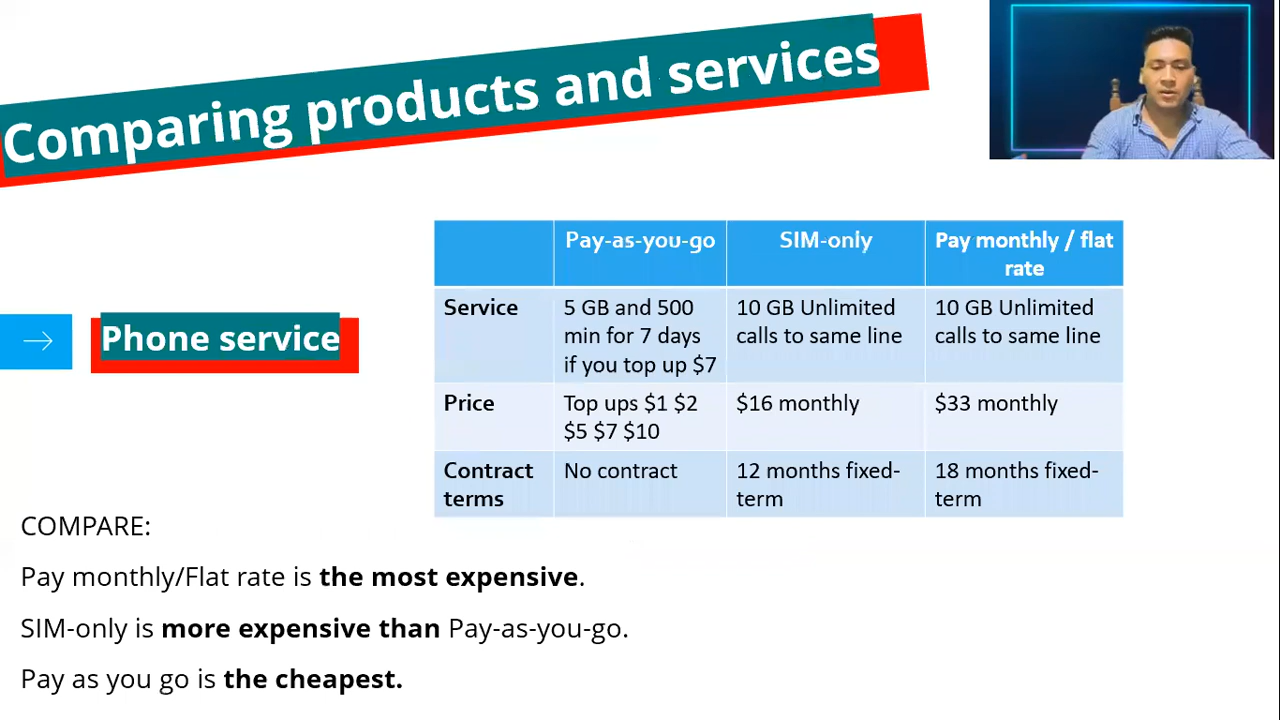 Comparing products and services
Phone service
Pay-as-you-go SIM-only Pay monthly / flat
rate
Service 5 GB and 500 10 GB Unlimited 10 GB Unlimited
min for 7 days calls to same line calls to same line
if you top up $7
Price Top ups $1 $2 $16 monthly $33 monthly
$5 $7 $10
Contract No contract 12 months fixed- 18 months fixed-
terms term term
COMPARE:
Pay monthly/Flat rate is the most expensive.
SIM-only is more expensive than Pay-as-you-go.
Pay as you go is the cheapest.